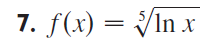 7. f(x) = ⁵√ln x